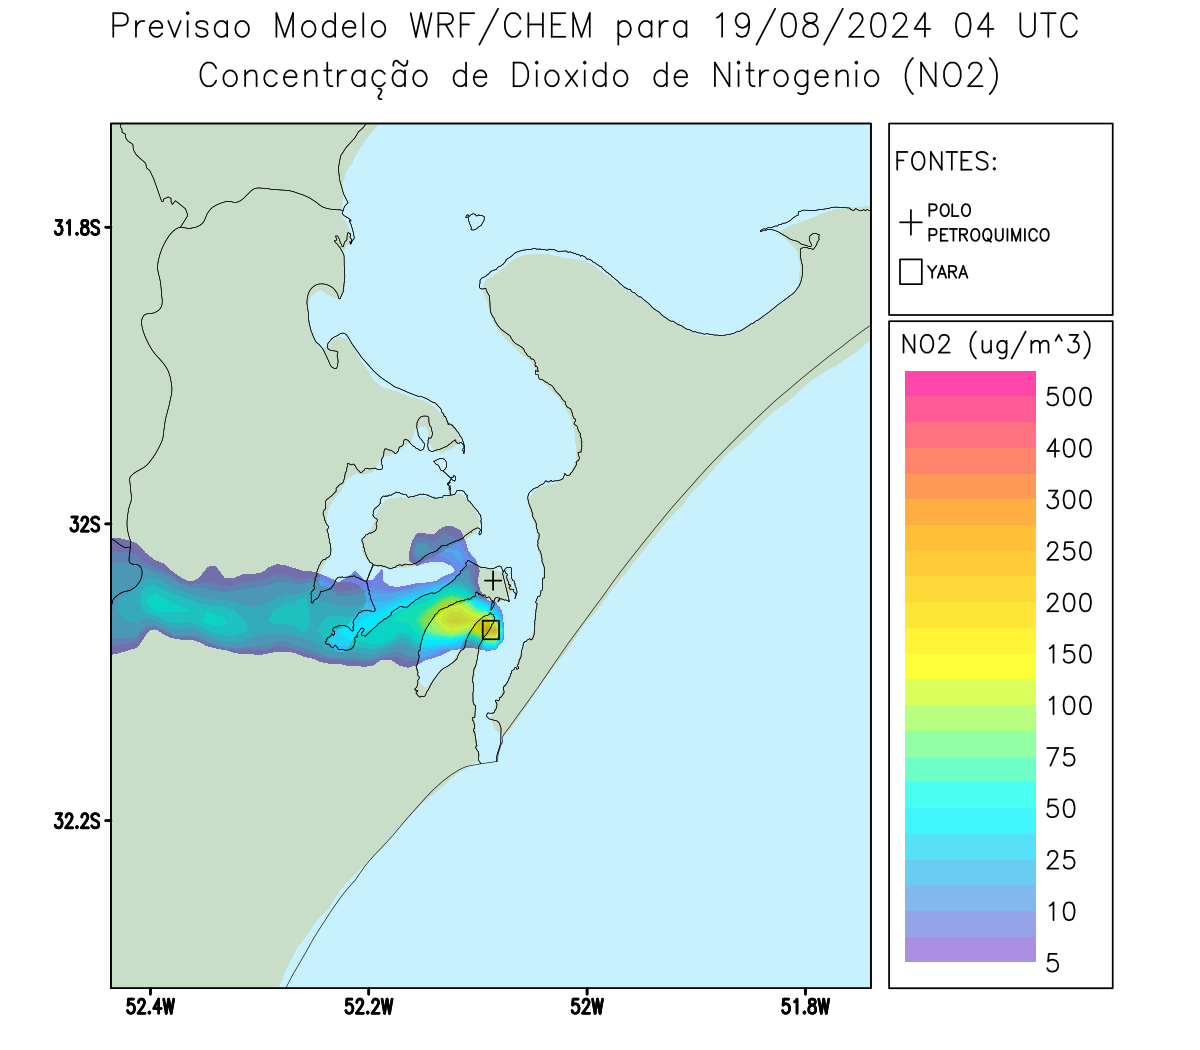 Previsao Modelo WRF/CHEM para 19/08/2024 04 UTC
Concentração de Dioxido de Nitrogenio (NO2)
FONTES:
POLO
PETROQUIMICO
YARA
NO2 (ug/m^3)
500
400
300
250
200
150
100
75
50
25
10
5
31.8S
32S
32.2S
52.4W
52.2W
52W
51.8W